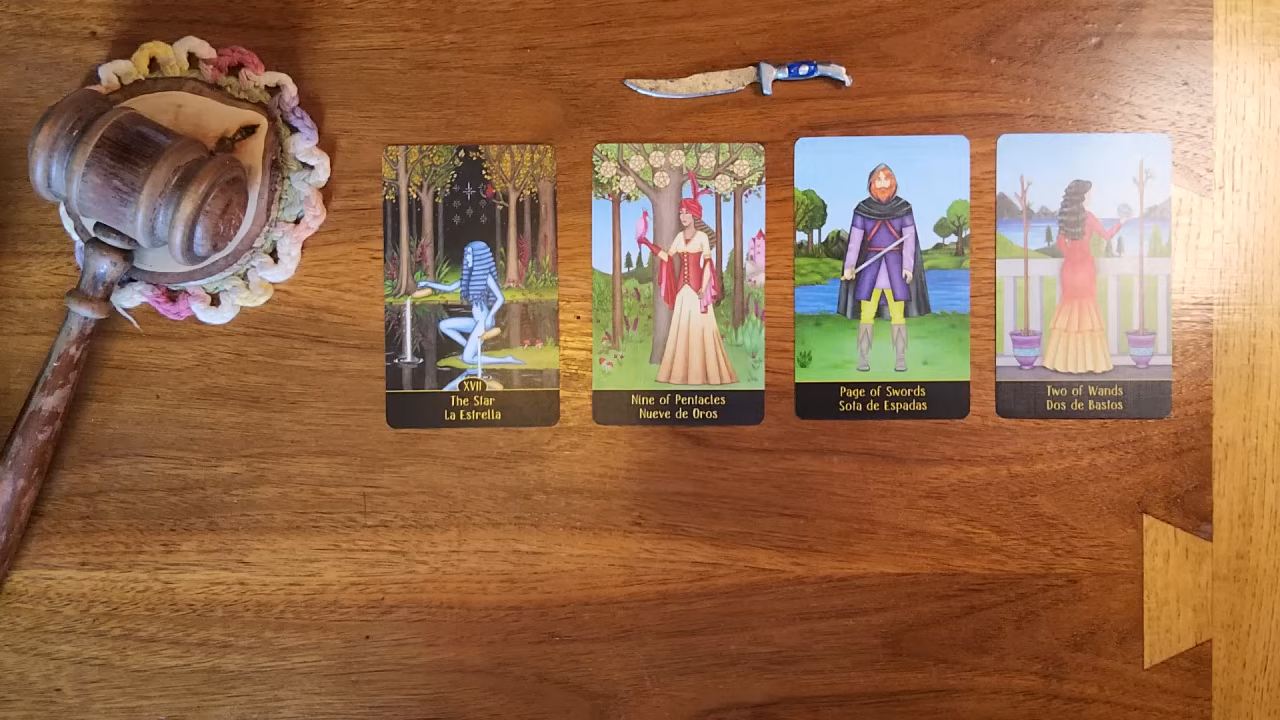 XVII
The Star
La Estrella
Nine of Pentacles
Nueve de Oros
Page of Swords
Sota de Espadas
Two of Wands
Dos de Bastos